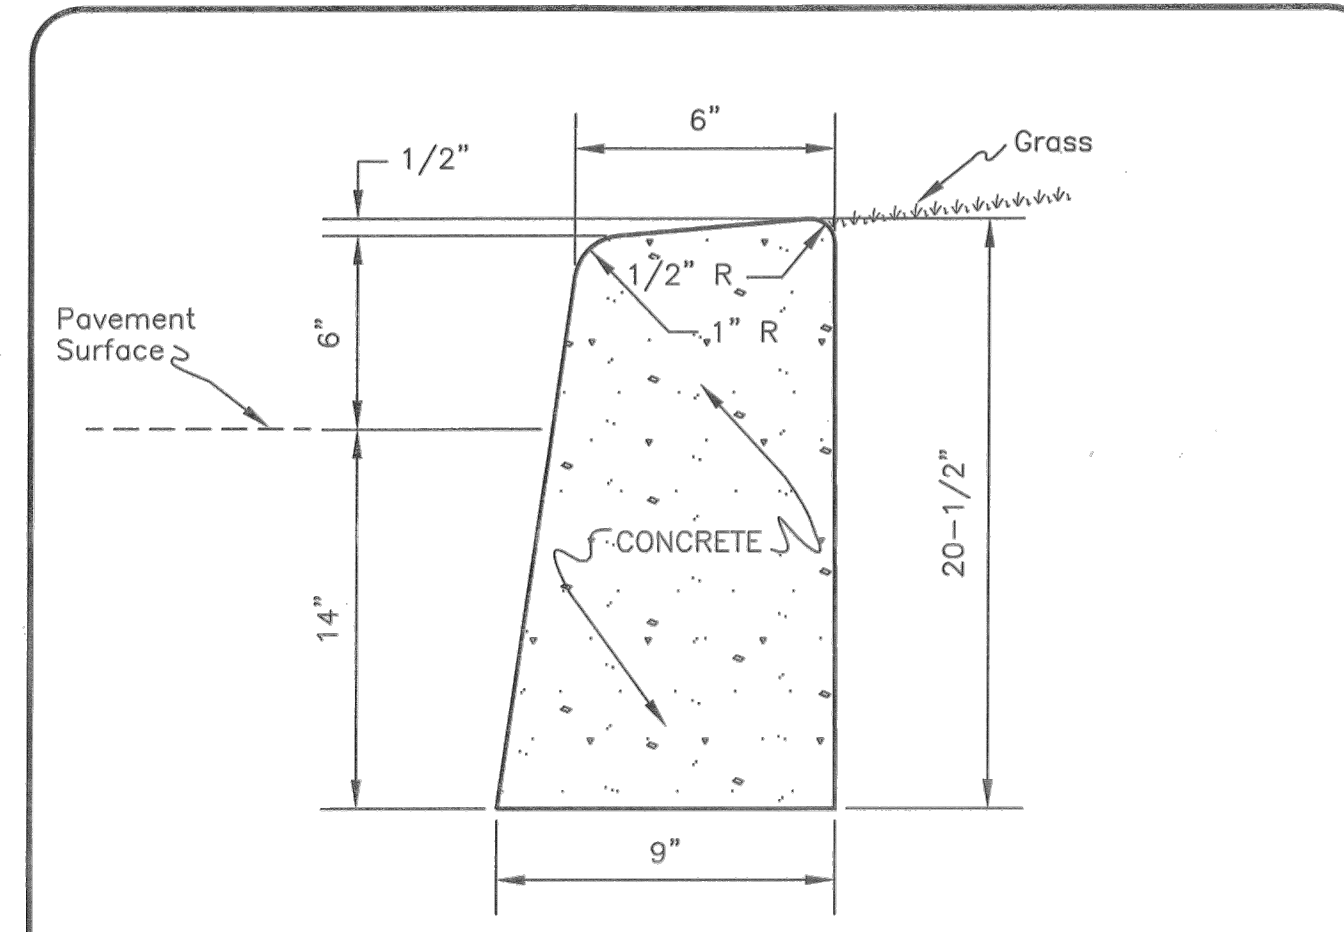 6”
Grass
1/2”
1/2” R
Pavement
Surface
6”
1” R
20-1/2”
CONCRETE
14”
9”